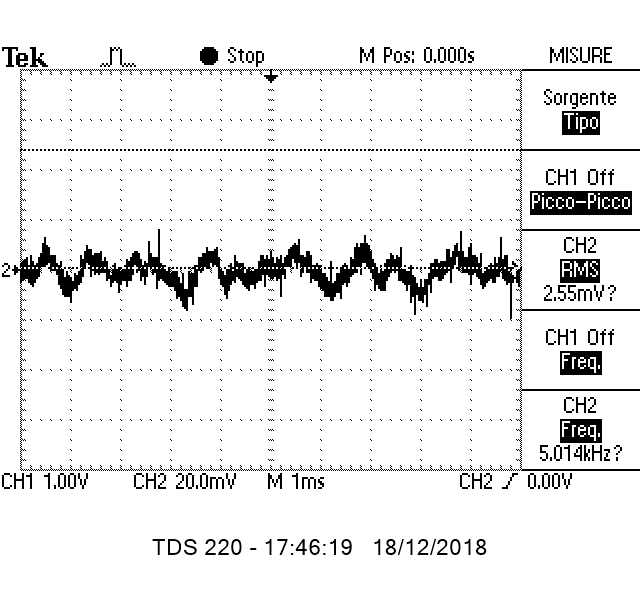 Tek Stop M Pos: 0.000s MISURE
Sorgente
Tipo
CH1 Off
Picco-Picco
CH2
RMS
2.55mV?
CH1 Off
Freq.
CH2
Freq.
5.014kHz?
2
CH1 1.00V CH2 20.0mV M 1ms CH2 0.00V
TDS 220 - 17:46:19 18/12/2018